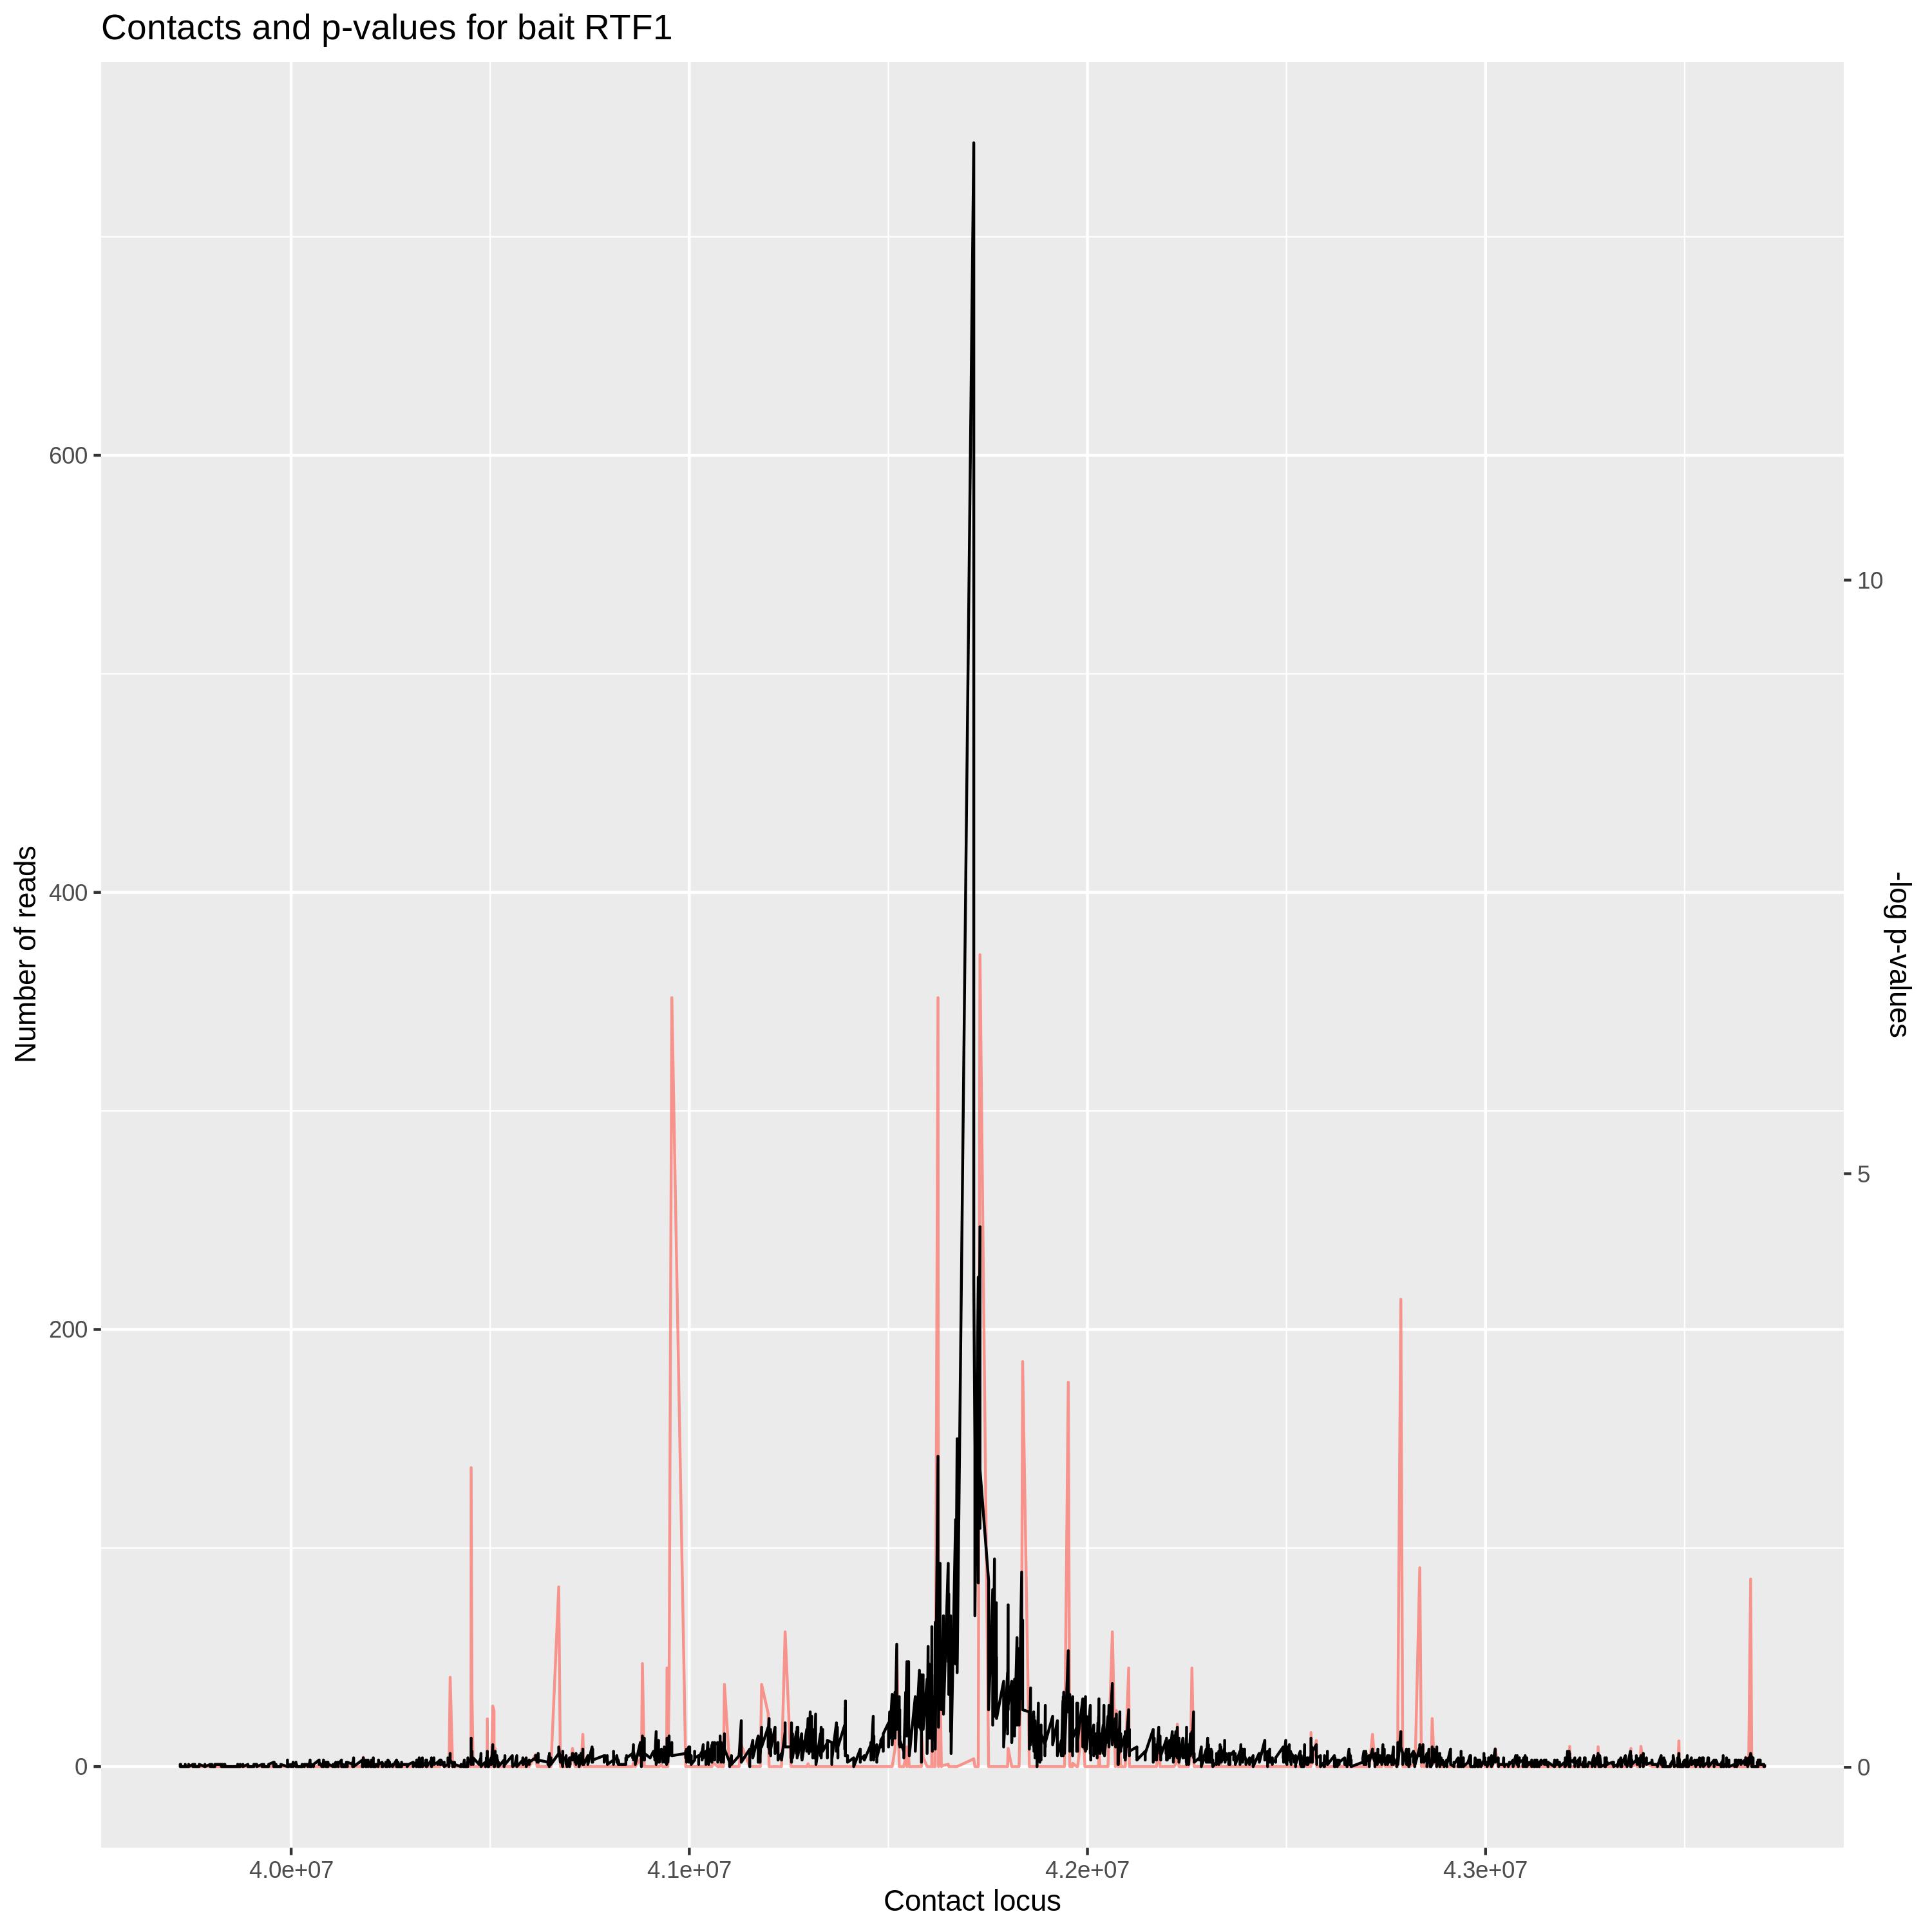 Contacts and p-values for bait RTF1
Number of reads
600
400
200
0
10
5
0
-log p-values
4.0e+07
4.1e+07
4.2e+07
4.3e+07
Contact locus